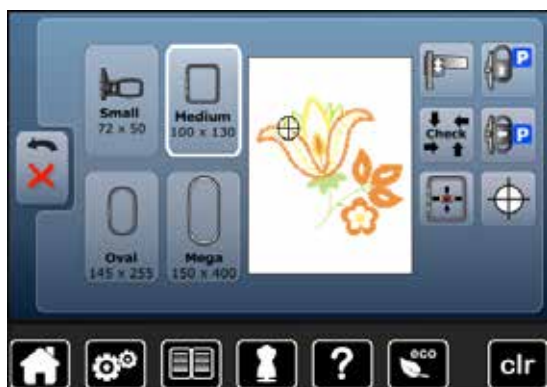 Small
72 x 50
Medium
100 x 130
Oval
145 x 255
Mega
150 x 400
Check
P
P
?
eco
clr